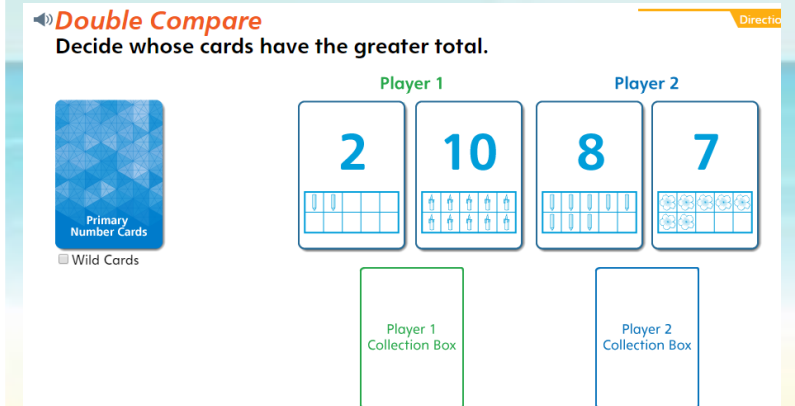 Double Compare
Directio
Decide whose cards have the greater total.
Player 1
Player 2
2
10
8
7
Primary
Number Cards
Wild Cards
Player 1
Collection Box
Player 2
Collection Box